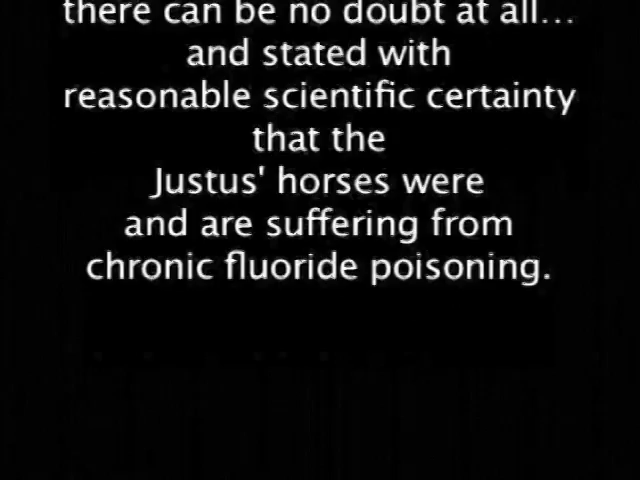 there can be no doubt at all…
and stated with
reasonable scientific certainty
that the
Justus' horses were
and are suffering from
chronic fluoride poisoning.